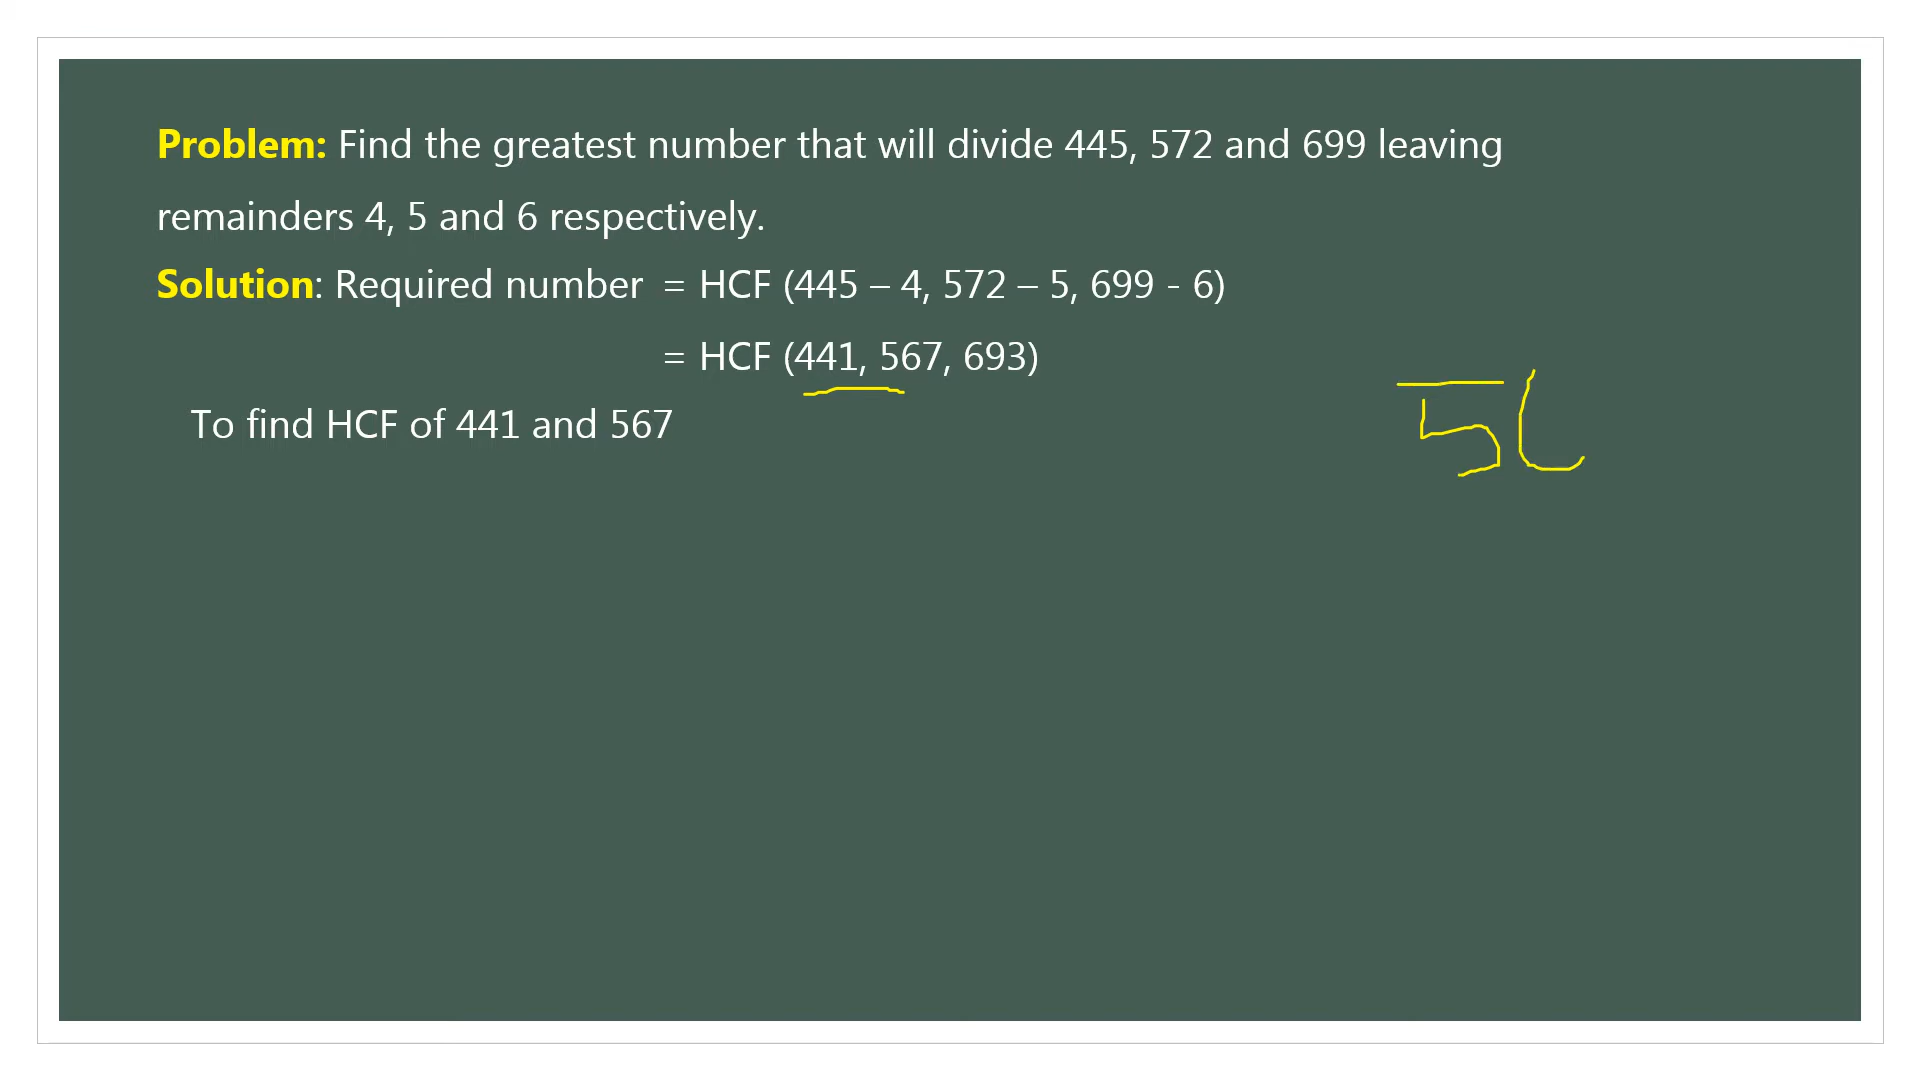 Problem: Find the greatest number that will divide 445, 572 and 699 leaving
remainders 4, 5 and 6 respectively.
Solution: Required number = HCF (445 – 4, 572 – 5, 699 - 6)
= HCF (441, 567, 693)
To find HCF of 441 and 567
5